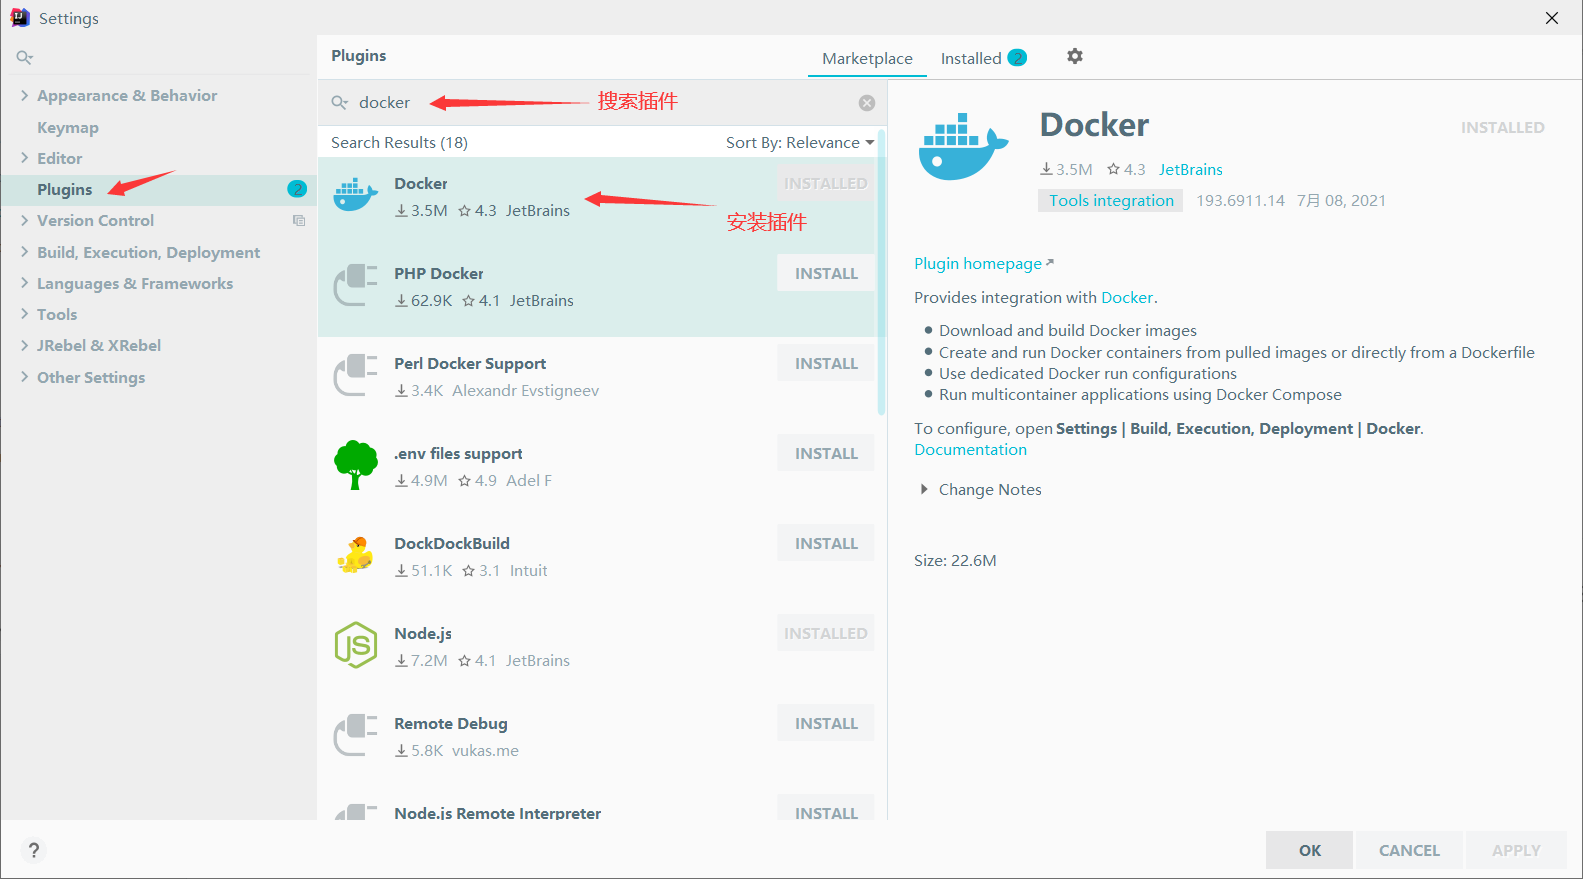 Settings
Appearance & Behavior
Keymap
Editor
Plugins
2
Version Control
Build, Execution, Deployment
Languages & Frameworks
Tools
JRebel & XRebel
Other Settings
Plugins
Marketplace
Installed 2
docker
搜索插件
Search Results (18)
Sort By: Relevance
Docker
INSTALLED
3.5M 4.3 JetBrains
安装插件
PHP Docker
INSTALL
62.9K 4.1 JetBrains
Perl Docker Support
INSTALL
3.4K Alexandr Evstigneev
.env files support
INSTALL
4.9M 4.9 Adel F
DockDockBuild
INSTALL
51.1K 3.1 Intuit
Node.js
INSTALLED
7.2M 4.1 JetBrains
Remote Debug
INSTALL
5.8K vukas.me
Node.js Remote Interpreter
INSTALL
Docker
INSTALLED
3.5M 4.3 JetBrains
Tools integration 193.6911.14 7月 08, 2021
Plugin homepage
Provides integration with Docker.
Download and build Docker images
Create and run Docker containers from pulled images or directly from a Dockerfile
Use dedicated Docker run configurations
Run multicontainer applications using Docker Compose
To configure, open Settings | Build, Execution, Deployment | Docker.
Documentation
Change Notes
Size: 22.6M
?
OK
CANCEL
APPLY